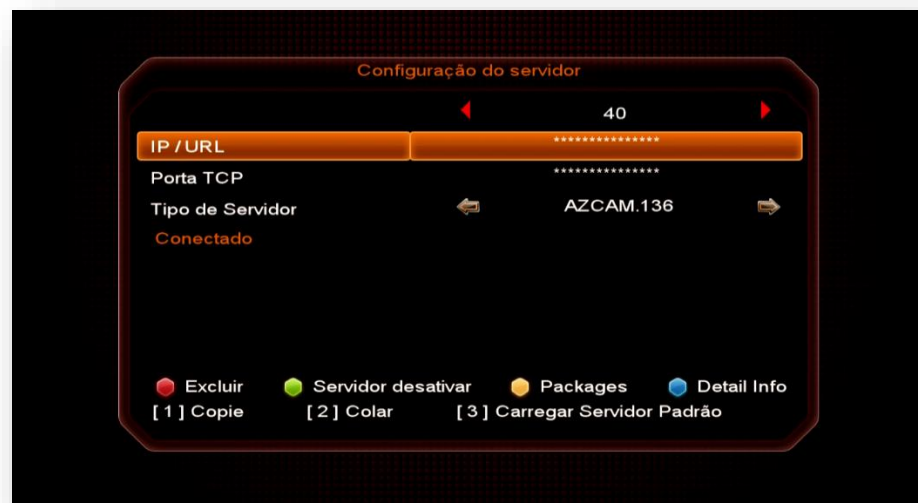 Configuração do servidor
40
IP / URL ***************
Porta TCP ***************
Tipo de Servidor AZCAM.136
Conectado
Excluir Servidor desativar Packages Detail Info
[ 1 ] Copie [ 2 ] Colar [ 3 ] Carregar Servidor Padrão